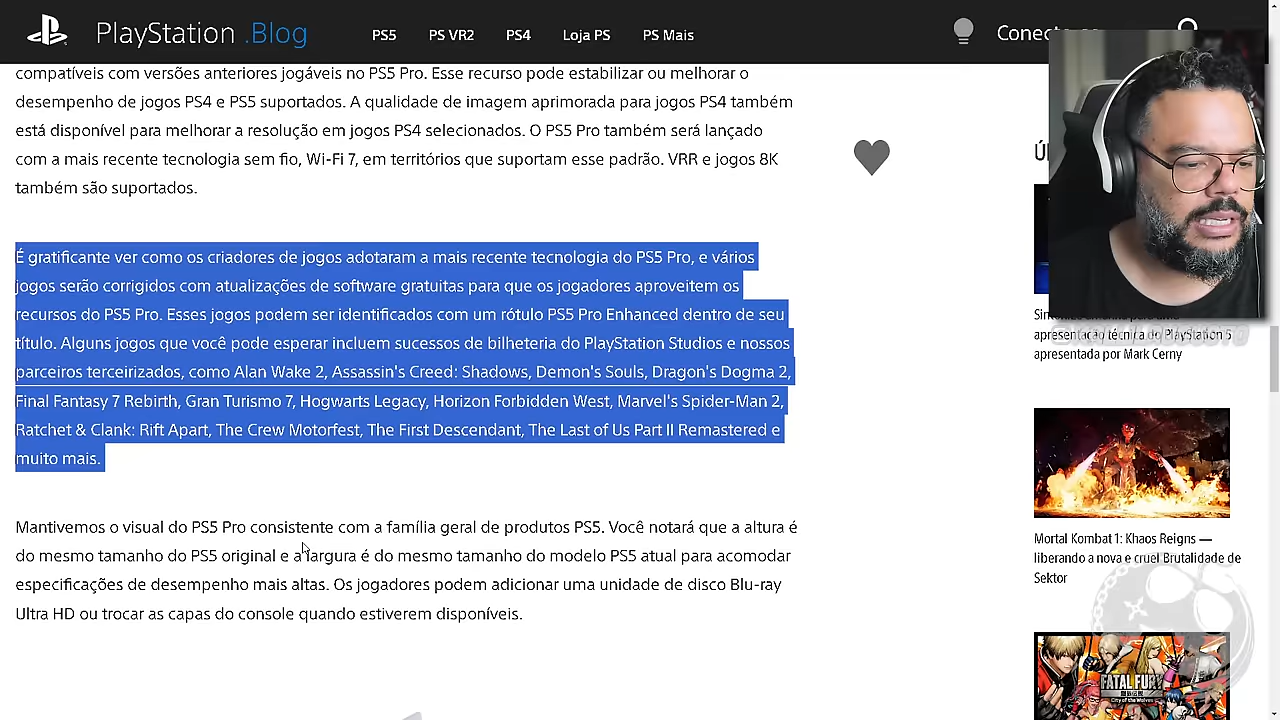 PlayStation .Blog
PS5
PS VR2
PS4
Loja PS
PS Mais
compatíveis com versões anteriores jogáveis no PS5 Pro. Esse recurso pode estabilizar ou melhorar o
desempenho de jogos PS4 e PS5 suportados. A qualidade de imagem aprimorada para jogos PS4 também
está disponível para melhorar a resolução em jogos PS4 selecionados. O PS5 Pro também será lançado
com a mais recente tecnologia sem fio, Wi-Fi 7, em territórios que suportam esse padrão. VRR e jogos 8K
também são suportados.
É gratificante ver como os criadores de jogos adotaram a mais recente tecnologia do PS5 Pro, e vários
jogos serão corrigidos com atualizações de software gratuitas para que os jogadores aproveitem os
recursos do PS5 Pro. Esses jogos podem ser identificados com um rótulo PS5 Pro Enhanced dentro de seu
título. Alguns jogos que você pode esperar incluem sucessos de bilheteria do PlayStation Studios e nossos
parceiros terceirizados, como Alan Wake 2, Assassin's Creed: Shadows, Demon's Souls, Dragon's Dogma 2,
Final Fantasy 7 Rebirth, Gran Turismo 7, Hogwarts Legacy, Horizon Forbidden West, Marvel's Spider-Man 2,
Ratchet & Clank: Rift Apart, The Crew Motorfest, The First Descendant, The Last of Us Part II Remastered e
muito mais.
Mantivemos o visual do PS5 Pro consistente com a família geral de produtos PS5. Você notará que a altura é
do mesmo tamanho do PS5 original e a largura é do mesmo tamanho do modelo PS5 atual para acomodar
especificações de desempenho mais altas. Os jogadores podem adicionar uma unidade de disco Blu-ray
Ultra HD ou trocar as capas do console quando estiverem disponíveis.
apresentação técnica do PlayStation 5
apresentada por Mark Cerny
Mortal Kombat 1: Khaos Reigns —
liberando a nova e cruel Brutalidade de
Sektor
FATAL FURY
City of the Wolves